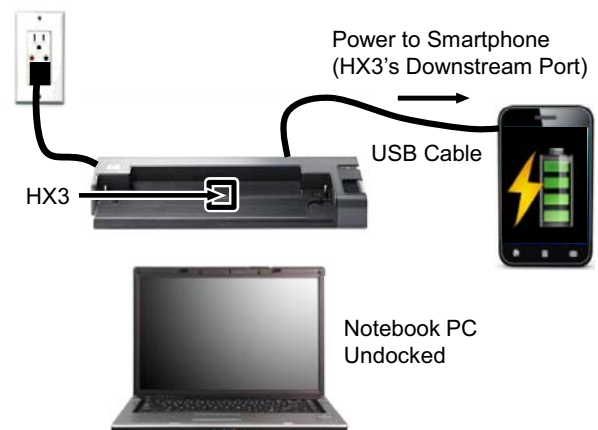 Power to Smartphone
(HX3's Downstream Port)
USB Cable
HX3
Notebook PC
Undocked